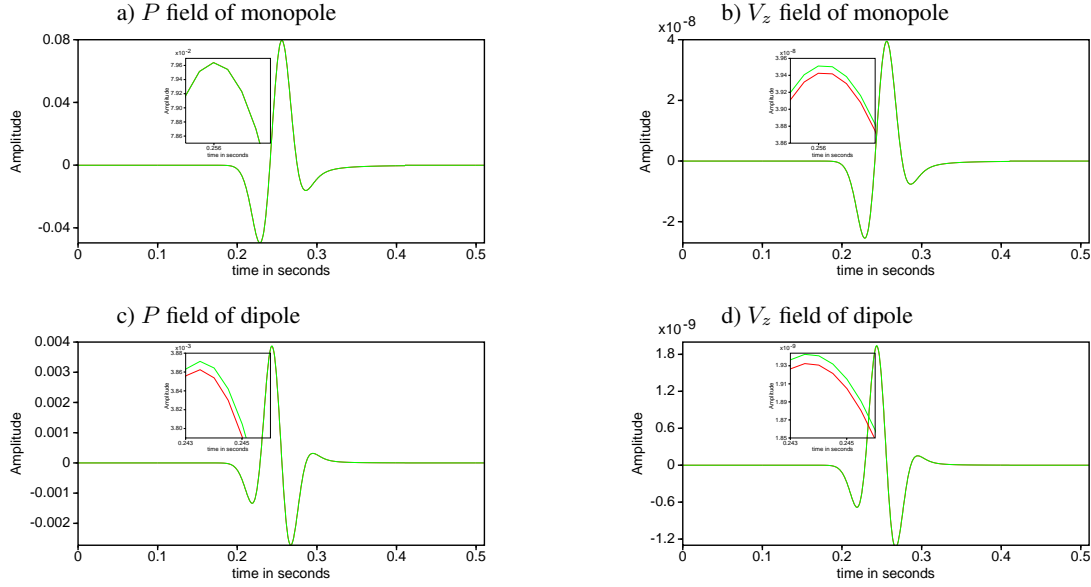 a) P field of monopole
b) Vz field of monopole
0.08
0.04
0
-0.04
Amplitude
x10^-2
7.96
7.94
7.92
7.90
7.88
7.86
Amplitude
0.256
time in seconds
0 0.1 0.2 0.3 0.4 0.5
time in seconds
x10^-8
4
2
0
-2
Amplitude
x10^-8
3.96
3.94
3.92
3.90
3.88
3.86
Amplitude
0.256
time in seconds
0 0.1 0.2 0.3 0.4 0.5
time in seconds
c) P field of dipole
d) Vz field of dipole
0.004
0.003
0.002
0.001
0
-0.001
-0.002
Amplitude
x10^-3
3.88
3.86
3.84
3.82
3.80
Amplitude
0.243 0.245
time in seconds
0 0.1 0.2 0.3 0.4 0.5
time in seconds
x10^-9
1.8
1.2
0.6
0
-0.6
-1.2
Amplitude
x10^-9
1.93
1.91
1.89
1.87
1.85
Amplitude
0.243 0.245
time in seconds
0 0.1 0.2 0.3 0.4 0.5
time in seconds